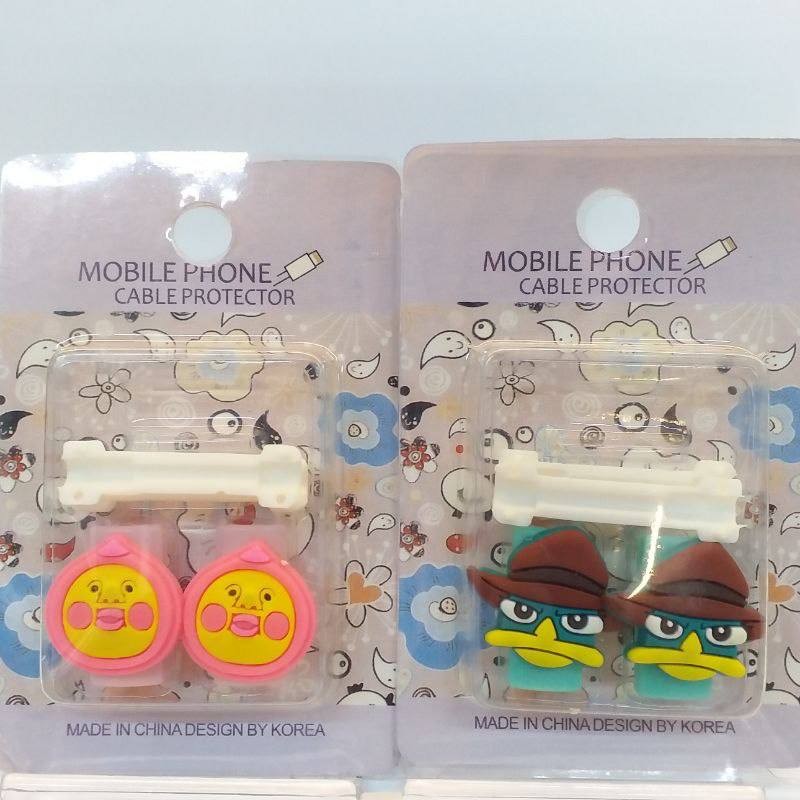 MOBILE PHONE
CABLE PROTECTOR
MADE IN CHINA DESIGN BY KOREA
MOBILE PHONE
CABLE PROTECTOR
MADE IN CHINA DESIGN BY KOREA